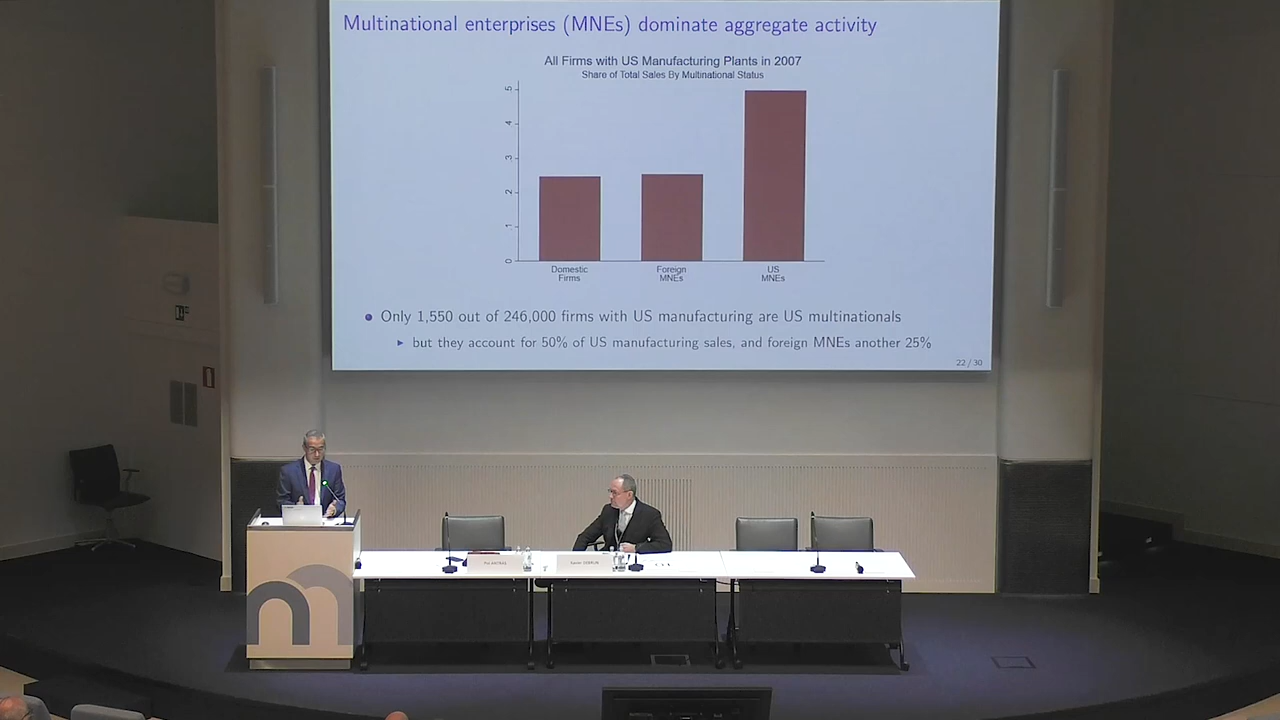 Multinational enterprises (MNEs) dominate aggregate activity
All Firms with US Manufacturing Plants in 2007
Share of Total Sales By Multinational Status
.5
.4
.3
.2
.1
0
Domestic Firms
Foreign MNEs
US MNEs
Only 1,550 out of 246,000 firms with US manufacturing are US multinationals
but they account for 50% of US manufacturing sales, and foreign MNEs another 25%
22 / 30